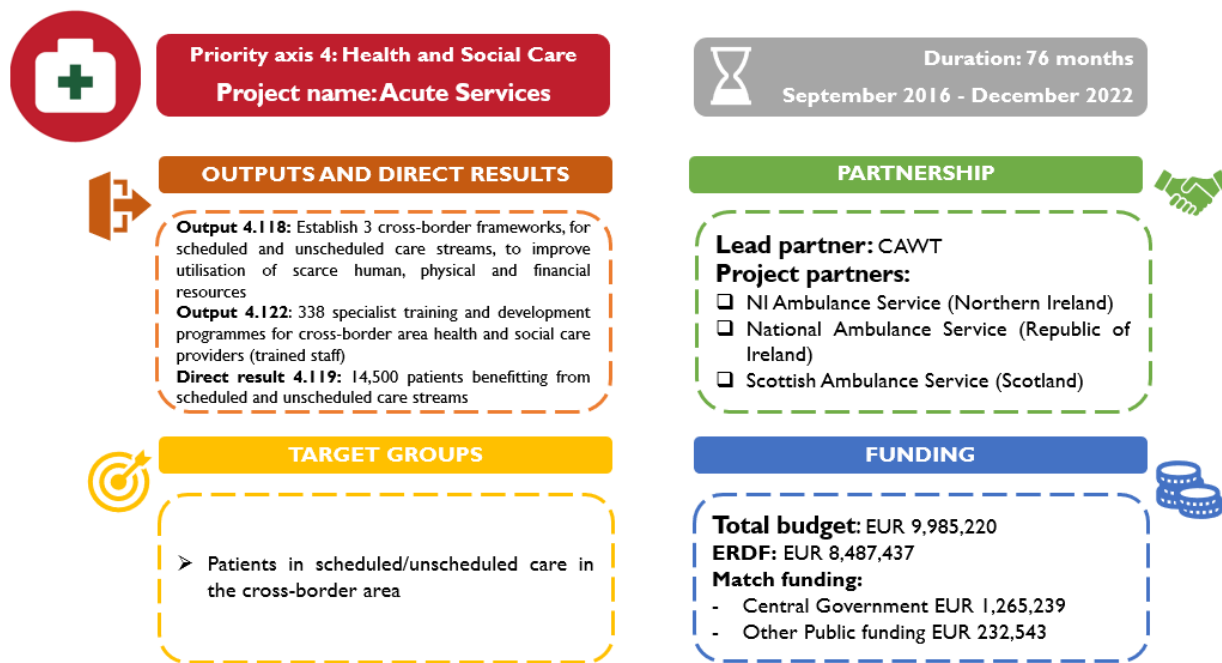 Priority axis 4: Health and Social Care
Project name: Acute Services
Duration: 76 months
September 2016 - December 2022
OUTPUTS AND DIRECT RESULTS
Output 4.118: Establish 3 cross-border frameworks, for
scheduled and unscheduled care streams, to improve
utilisation of scarce human, physical and financial
resources
Output 4.122: 338 specialist training and development
programmes for cross-border area health and social care
providers (trained staff)
Direct result 4.119: 14,500 patients benefitting from
scheduled and unscheduled care streams
PARTNERSHIP
Lead partner: CAWT
Project partners:
❑ NI Ambulance Service (Northern Ireland)
❑ National Ambulance Service (Republic of
Ireland)
❑ Scottish Ambulance Service (Scotland)
TARGET GROUPS
➢ Patients in scheduled/unscheduled care in
the cross-border area
FUNDING
Total budget: EUR 9,985,220
ERDF: EUR 8,487,437
Match funding:
- Central Government EUR 1,265,239
- Other Public funding EUR 232,543